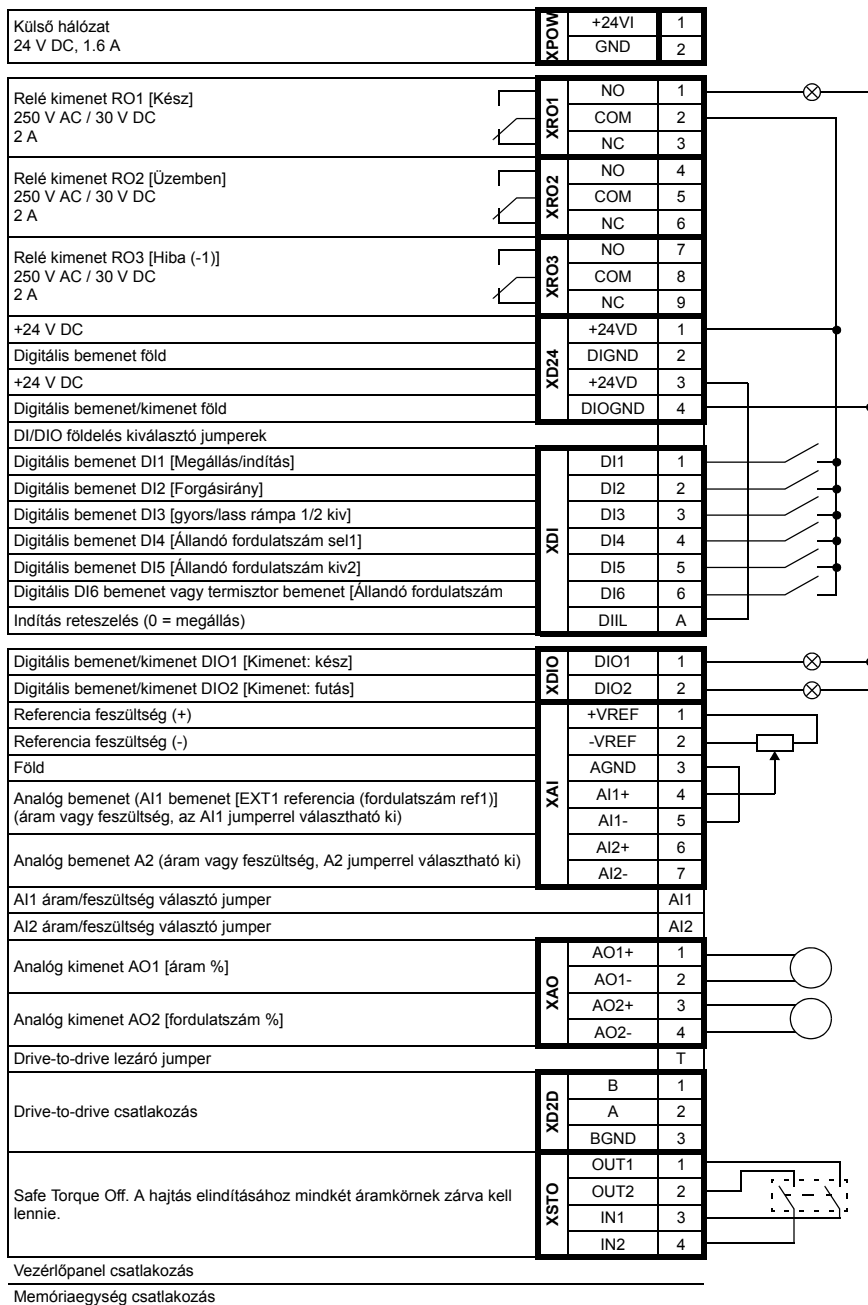 Külső hálózat
24 V DC, 1.6 A
XPOW
+24VI 1
GND 2
Relé kimenet RO1 [Kész]
250 V AC / 30 V DC
2 A
XRO1
NO 1
COM 2
NC 3
Relé kimenet RO2 [Üzemben]
250 V AC / 30 V DC
2 A
XRO2
NO 4
COM 5
NC 6
Relé kimenet RO3 [Hiba (-1)]
250 V AC / 30 V DC
2 A
XRO3
NO 7
COM 8
NC 9
XD24
+24 V DC +24VD 1
Digitális bemenet föld DIGND 2
+24 V DC +24VD 3
Digitális bemenet/kimenet föld DIOGND 4
DI/DIO földelés kiválasztó jumperek
XDI
Digitális bemenet DI1 [Megállás/indítás] DI1 1
Digitális bemenet DI2 [Forgásirány] DI2 2
Digitális bemenet DI3 [gyors/lass rámpa 1/2 kiv] DI3 3
Digitális bemenet DI4 [Állandó fordulatszám sel1] DI4 4
Digitális bemenet DI5 [Állandó fordulatszám kiv2] DI5 5
Digitális DI6 bemenet vagy termisztor bemenet [Állandó fordulatszám DI6 6
Indítás reteszelés (0 = megállás) DIIL A
XDIO
Digitális bemenet/kimenet DIO1 [Kimenet: kész] DIO1 1
Digitális bemenet/kimenet DIO2 [Kimenet: futás] DIO2 2
XAI
Referencia feszültség (+) +VREF 1
Referencia feszültség (-) -VREF 2
Föld AGND 3
Analóg bemenet (AI1 bemenet [EXT1 referencia (fordulatszám ref1)]
(áram vagy feszültség, az AI1 jumperrel választható ki)
AI1+ 4
AI1- 5
Analóg bemenet A2 (áram vagy feszültség, A2 jumperrel választható ki)
AI2+ 6
AI2- 7
AI1 áram/feszültség választó jumper AI1
AI2 áram/feszültség választó jumper AI2
XAO
Analóg kimenet AO1 [áram %]
AO1+ 1
AO1- 2
Analóg kimenet AO2 [fordulatszám %]
AO2+ 3
AO2- 4
Drive-to-drive lezáró jumper T
Drive-to-drive csatlakozás
XD2D
B 1
A 2
BGND 3
Safe Torque Off. A hajtás elindításához mindkét áramkörnek zárva kell
lennie.
XSTO
OUT1 1
OUT2 2
IN1 3
IN2 4
Vezérlőpanel csatlakozás
Memóriaegység csatlakozás